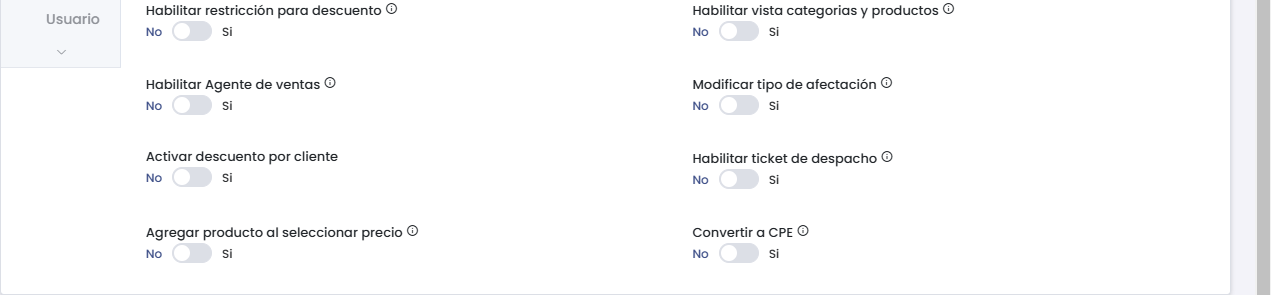 Usuario
Habilitar restricción para descuento
No Si
Habilitar vista categorias y productos
No Si
Habilitar Agente de ventas
No Si
Modificar tipo de afectación
No Si
Activar descuento por cliente
No Si
Habilitar ticket de despacho
No Si
Agregar producto al seleccionar precio
No Si
Convertir a CPE
No Si